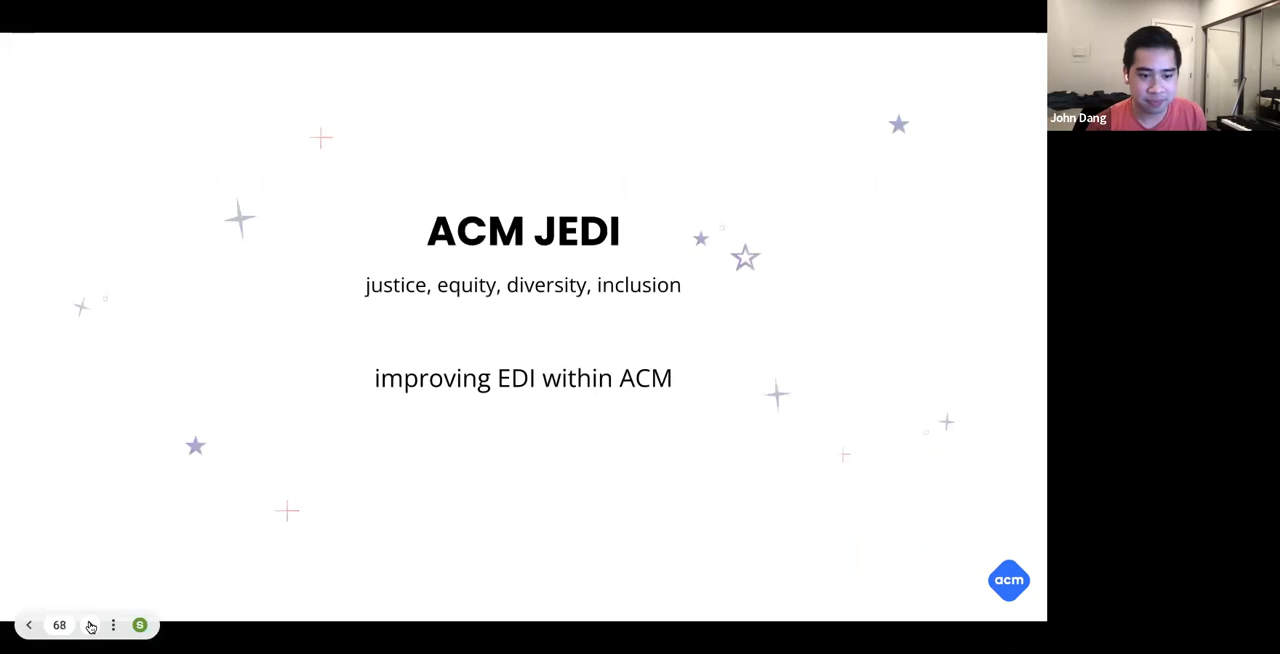 John Dang
ACM JEDI
justice, equity, diversity, inclusion
improving EDI within ACM
acm
68
S